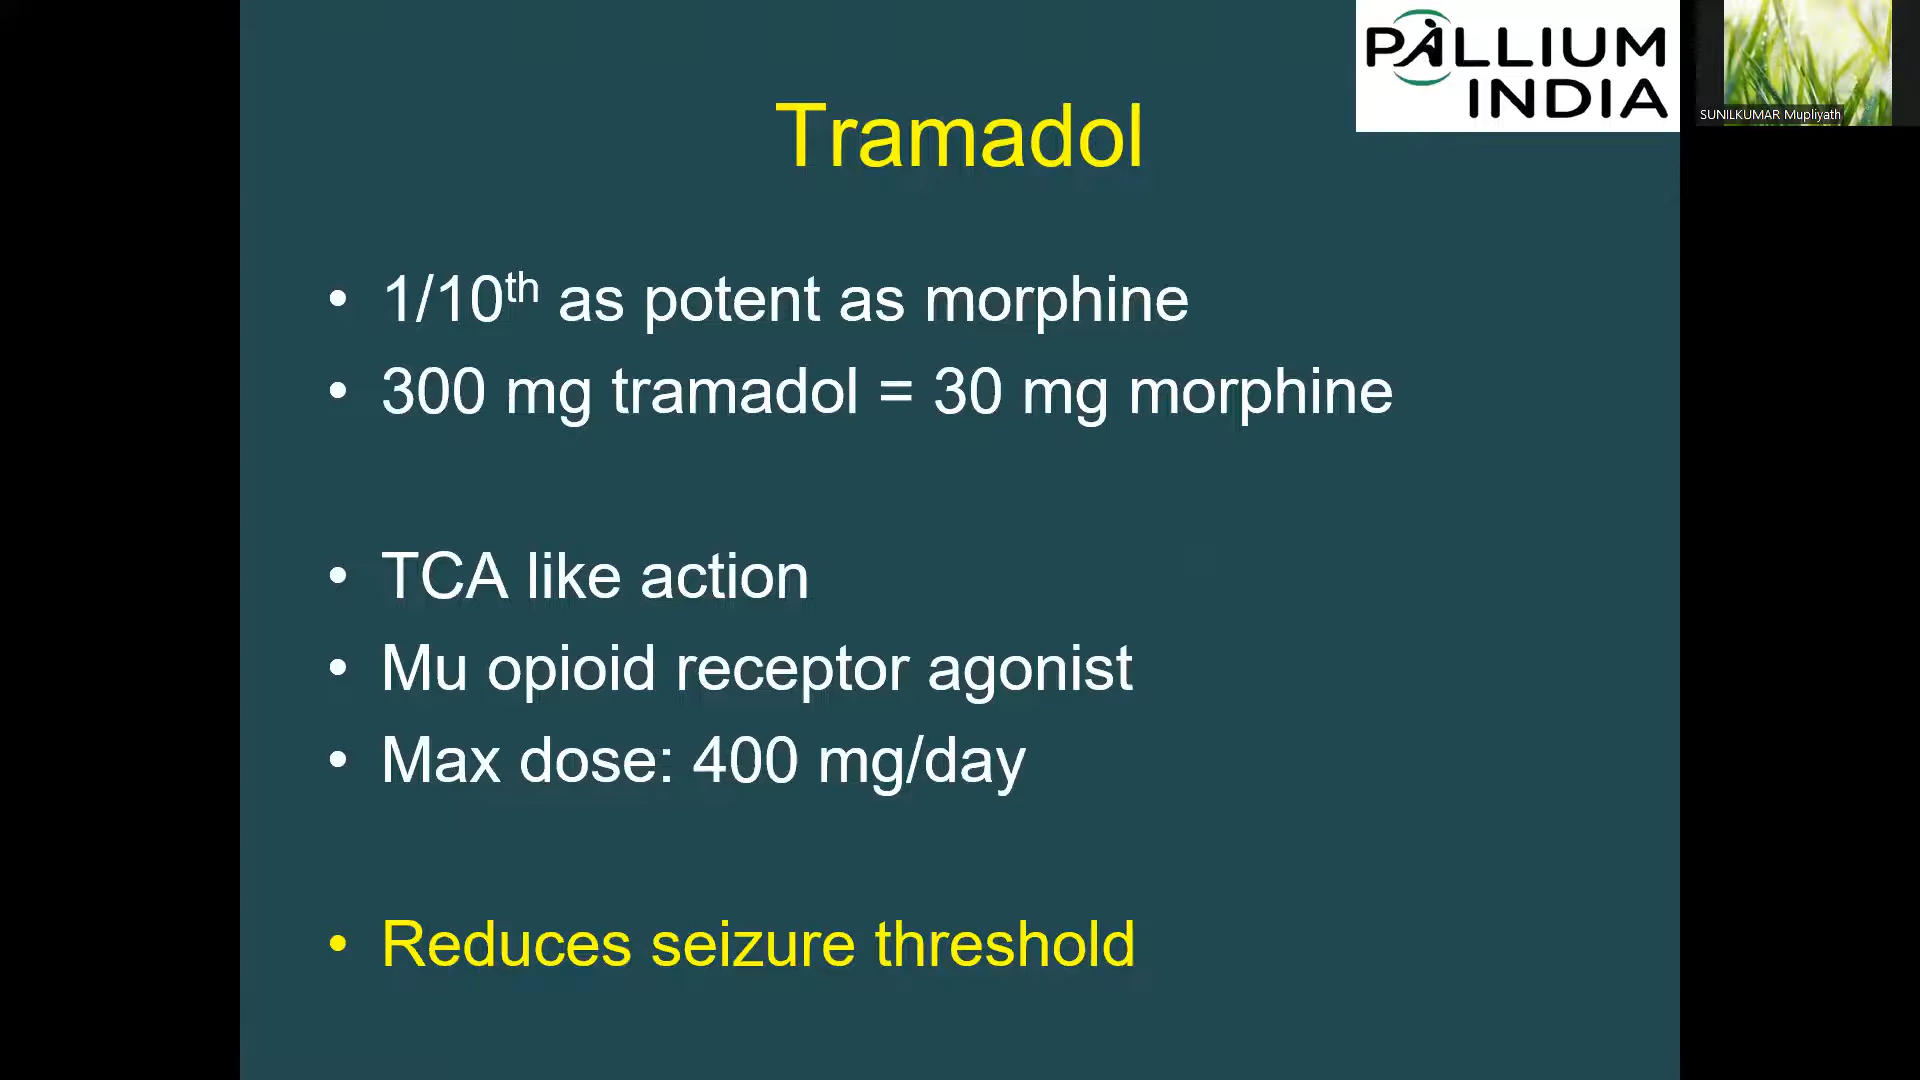 PALLIUM
INDIA
SUNILKUMAR Mupliyath
Tramadol
• 1/10th as potent as morphine
• 300 mg tramadol = 30 mg morphine
• TCA like action
• Mu opioid receptor agonist
• Max dose: 400 mg/day
• Reduces seizure threshold